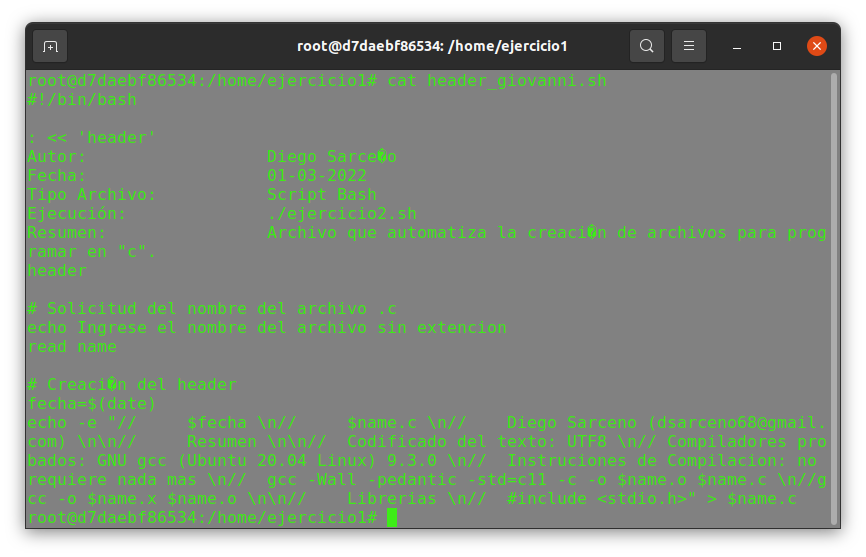 root@d7daebf86534: /home/ejercicio1
root@d7daebf86534:/home/ejercicio1# cat header_giovanni.sh
#!/bin/bash
: << 'header'
Autor: Diego Sarce�o
Fecha: 01-03-2022
Tipo Archivo: Script Bash
Ejecución: ./ejercicio2.sh
Resumen: Archivo que automatiza la creaci�n de archivos para prog
ramar en "c".
header
# Solicitud del nombre del archivo .c
echo Ingrese el nombre del archivo sin extencion
read name
# Creaci�n del header
fecha=$(date)
echo -e "// $fecha \n// $name.c \n// Diego Sarceno (dsarceno68@gmail.
com) \n\n// Resumen \n\n// Codificado del texto: UTF8 \n// Compiladores pro
bados: GNU gcc (Ubuntu 20.04 Linux) 9.3.0 \n// Instruciones de Compilacion: no
requiere nada mas \n// gcc -Wall -pedantic -std=c11 -c -o $name.o $name.c \n//g
cc -o $name.x $name.o \n\n// Librerias \n// #include <stdio.h>" > $name.c
root@d7daebf86534:/home/ejercicio1#